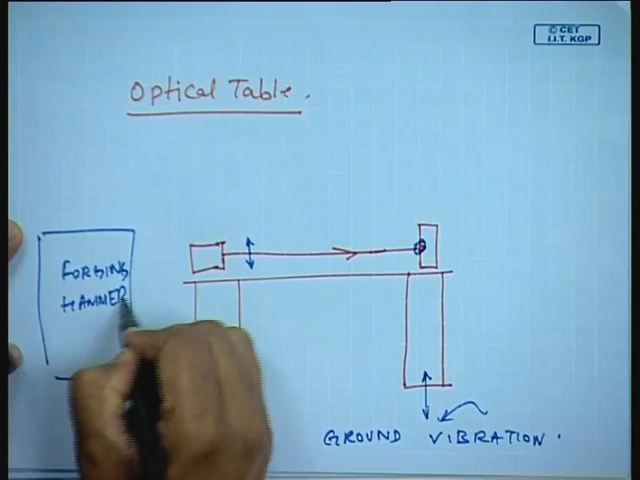 © CET
I.I.T. KGP
Optical Table.
FORGING
HAMMER
GROUND VIBRATION.